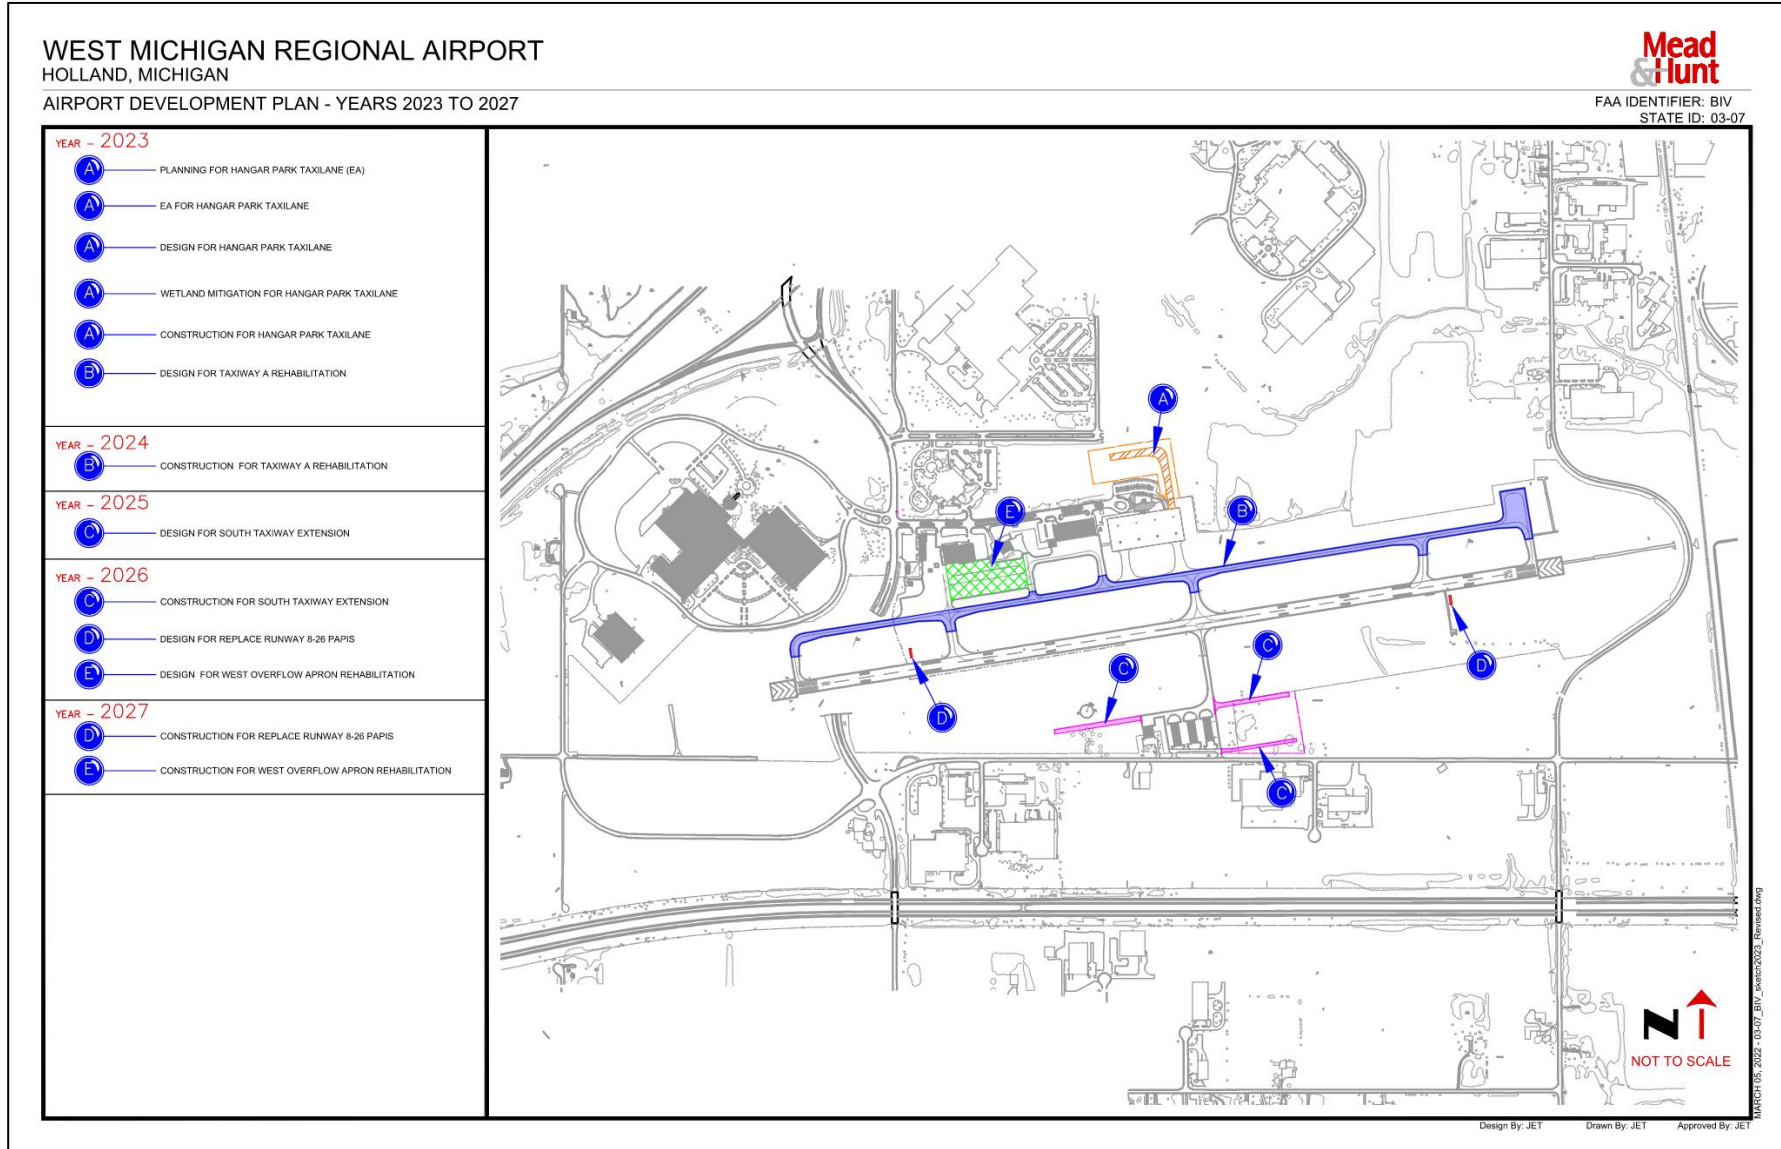 WEST MICHIGAN REGIONAL AIRPORT
HOLLAND, MICHIGAN
AIRPORT DEVELOPMENT PLAN - YEARS 2023 TO 2027
Mead
&Hunt
FAA IDENTIFIER: BIV
STATE ID: 03-07
YEAR - 2023
A PLANNING FOR HANGAR PARK TAXILANE (EA)
A EA FOR HANGAR PARK TAXILANE
A DESIGN FOR HANGAR PARK TAXILANE
A WETLAND MITIGATION FOR HANGAR PARK TAXILANE
A CONSTRUCTION FOR HANGAR PARK TAXILANE
B DESIGN FOR TAXIWAY A REHABILITATION
YEAR - 2024
B CONSTRUCTION FOR TAXIWAY A REHABILITATION
YEAR - 2025
C DESIGN FOR SOUTH TAXIWAY EXTENSION
YEAR - 2026
C CONSTRUCTION FOR SOUTH TAXIWAY EXTENSION
D DESIGN FOR REPLACE RUNWAY 8-26 PAPIS
E DESIGN FOR WEST OVERFLOW APRON REHABILITATION
YEAR - 2027
D CONSTRUCTION FOR REPLACE RUNWAY 8-26 PAPIS
E CONSTRUCTION FOR WEST OVERFLOW APRON REHABILITATION
A
E
B
C
C
D
D
C
N
NOT TO SCALE
MARCH 05, 2022 - 03-07_BIV_sketch2023_Revised.dwg
Design By: JET
Drawn By: JET
Approved By: JET